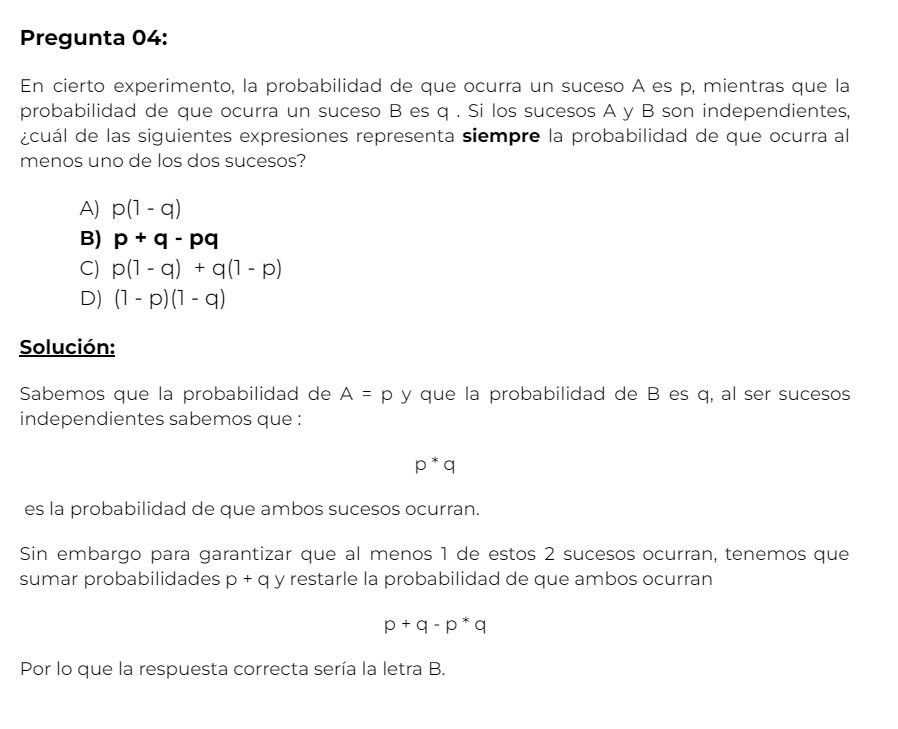 Pregunta 04:
En cierto experimento, la probabilidad de que ocurra un suceso A es p, mientras que la
probabilidad de que ocurra un suceso B es q . Si los sucesos A y B son independientes,
¿cuál de las siguientes expresiones representa siempre la probabilidad de que ocurra al
menos uno de los dos sucesos?
A) p(1 - q)
B) p + q - pq
C) p(1 - q) + q(1 - p)
D) (1 - p)(1 - q)
Solución:
Sabemos que la probabilidad de A = p y que la probabilidad de B es q, al ser sucesos
independientes sabemos que :
p * q
es la probabilidad de que ambos sucesos ocurran.
Sin embargo para garantizar que al menos 1 de estos 2 sucesos ocurran, tenemos que
sumar probabilidades p + q y restarle la probabilidad de que ambos ocurran
p + q - p * q
Por lo que la respuesta correcta sería la letra B.